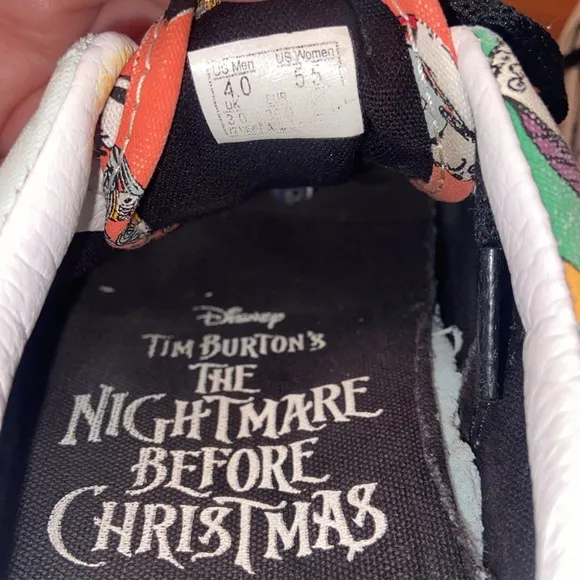 US Men US Women
4.0 5.5
UK
3.0
Disney
TIM BURTON'S
THE
NIGHTMARE
BEFORE
CHRISTMAS